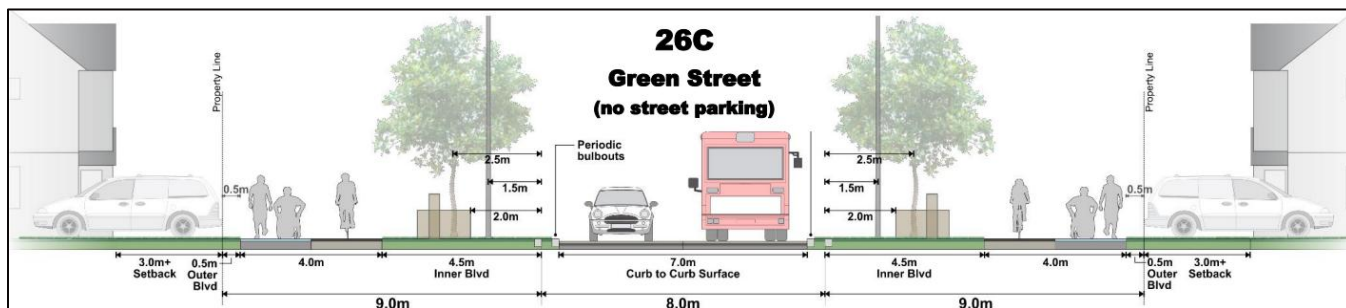 26C
Green Street
(no street parking)
Property Line
Property Line
Periodic
bulbouts
2.5m
2.5m
1.5m
1.5m
0.5m
0.5m
2.0m
2.0m
3.0m+
Setback
0.5m
Outer
Blvd
4.0m
4.5m
Inner Blvd
7.0m
Curb to Curb Surface
4.5m
Inner Blvd
4.0m
0.5m
Outer
Blvd
3.0m+
Setback
9.0m
8.0m
9.0m